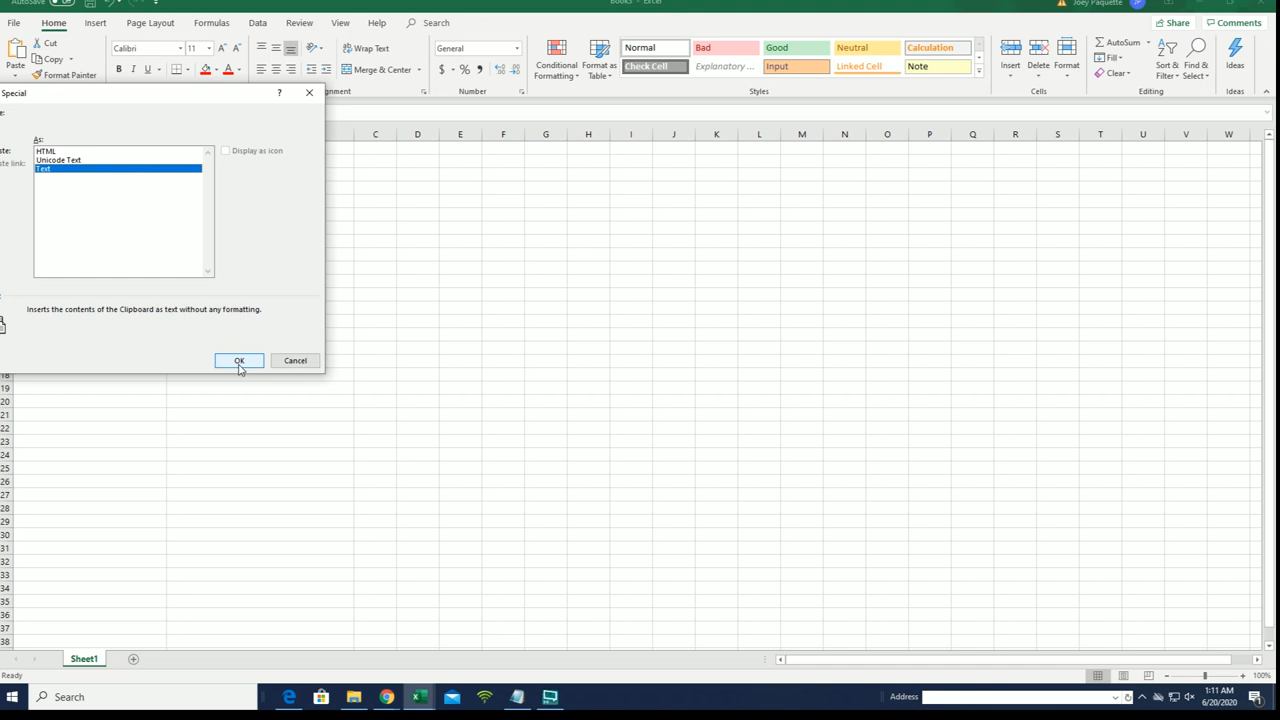 AutoSave
Books - Excel
Joey Paquette
JP
File Home Insert Page Layout Formulas Data Review View Help Search
Share Comments
Cut
Copy
Format Painter
Paste
Calibri 11
Wrap Text
Merge & Center
General
Conditional Formatting
Format as Table
Normal Bad Good Neutral Calculation
Check Cell Explanatory ... Input Linked Cell Note
Insert Delete Format
AutoSum
Fill
Clear
Sort & Filter
Find & Select
Ideas
Number Styles Cells Editing Ideas
Special
As:
HTML
Unicode Text
Text
Display as icon
Inserts the contents of the Clipboard as text without any formatting.
OK Cancel
C D E F G H I J K L M N O P Q R S T U V W
18
19
20
21
22
23
24
25
26
27
28
29
30
31
32
33
34
35
36
37
38
Sheet1
Ready
100%
Search
Address
1:11 AM
6/20/2020